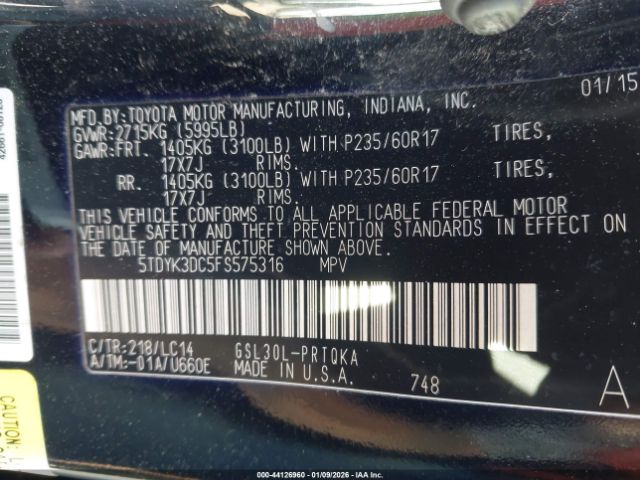 MFD.BY:TOYOTA MOTOR MANUFACTURING, INDIANA, INC. 01/15
GVWR:2715KG (5995LB)
GAWR:FRT. 1405KG (3100LB) WITH P235/60R17 TIRES,
17X7J RIMS.
RR. 1405KG (3100LB) WITH P235/60R17 TIRES,
17X7J RIMS.
THIS VEHICLE CONFORMS TO ALL APPLICABLE FEDERAL MOTOR
VEHICLE SAFETY AND THEFT PREVENTION STANDARDS IN EFFECT ON
THE DATE OF MANUFACTURE SHOWN ABOVE.
5TDYK3DC5FS575316 MPV
C/TR:218/LC14 GSL30L-PRTQKA
A/TM:-01A/U660E MADE IN U.S.A. 748 A
CAUTION:
000-44126960 - 01/09/2026 - IAA Inc.